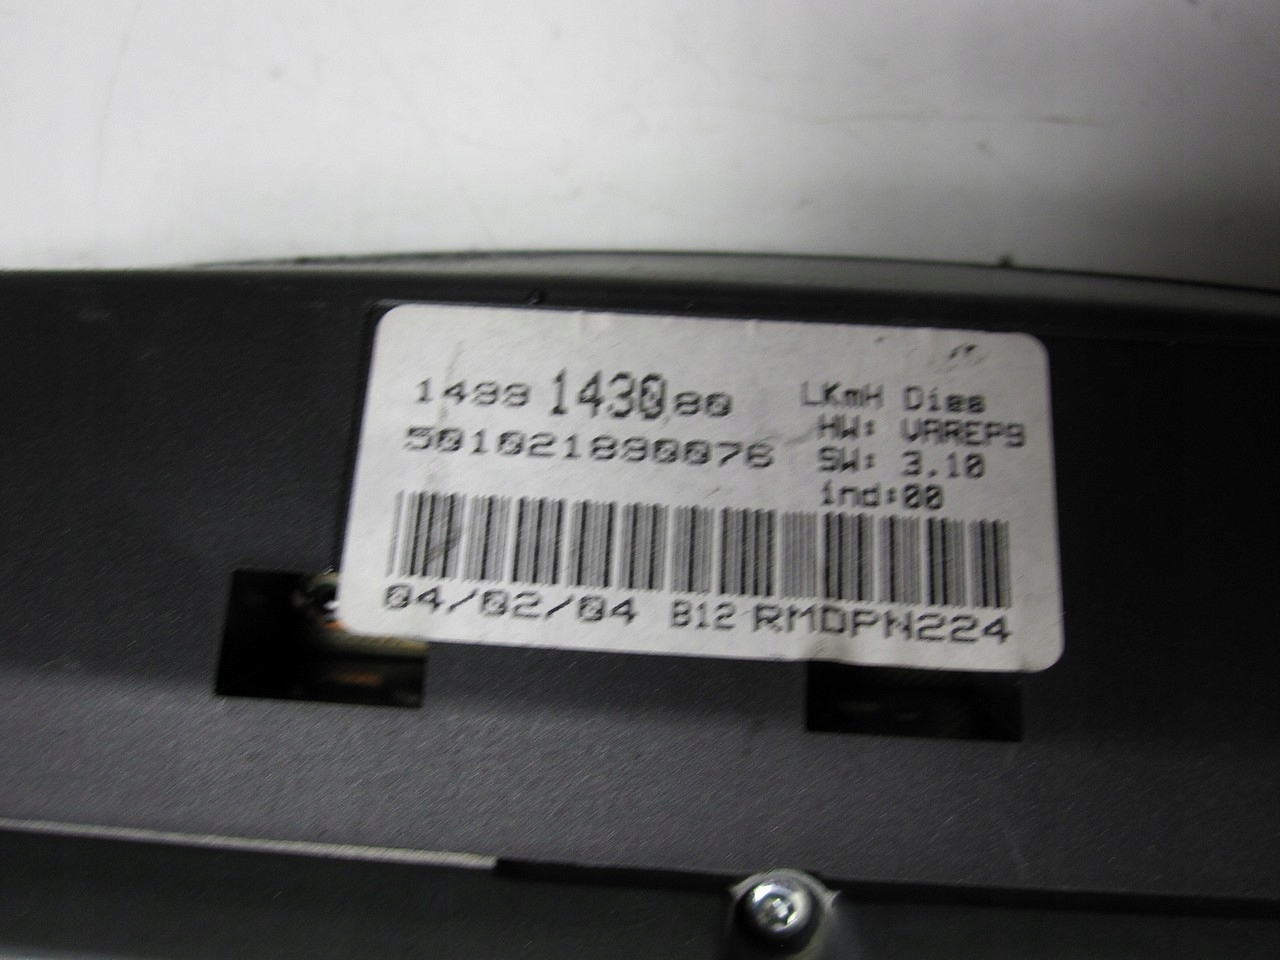 1499 1430 80
501021890076
LKmH Dies
HW: VAREP9
SW: 3.10
ind:00
04/02/04 B12 RMDPN224